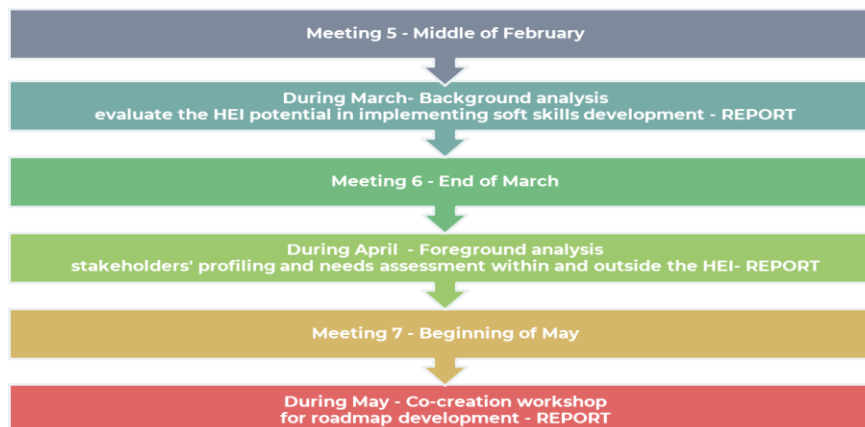 Meeting 5 - Middle of February
During March- Background analysis
evaluate the HEI potential in implementing soft skills development - REPORT
Meeting 6 - End of March
During April - Foreground analysis
stakeholders' profiling and needs assessment within and outside the HEI- REPORT
Meeting 7 - Beginning of May
During May - Co-creation workshop
for roadmap development - REPORT